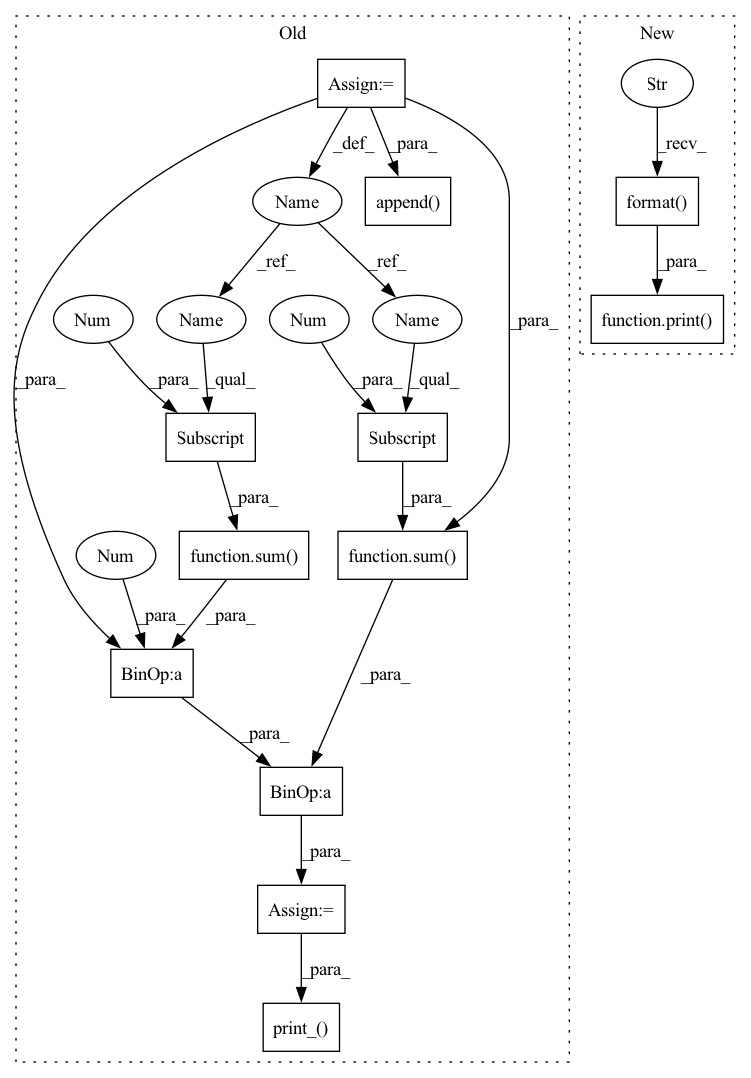 Old
New
Assign:=
Str
_def_
_para_
_recv_
Name
append()
format()
_ref_
_ref_
_para_
Num
Name
Num
Name
_para_
function.print()
_para_
_para_
_qual_
_para_
_qual_
Subscript
Subscript
_para_
_para_
Num
function.sum()
function.sum()
_para_
_para_
BinOp:a
_para_
_para_
BinOp:a
_para_
Assign:=
_para_
print_()